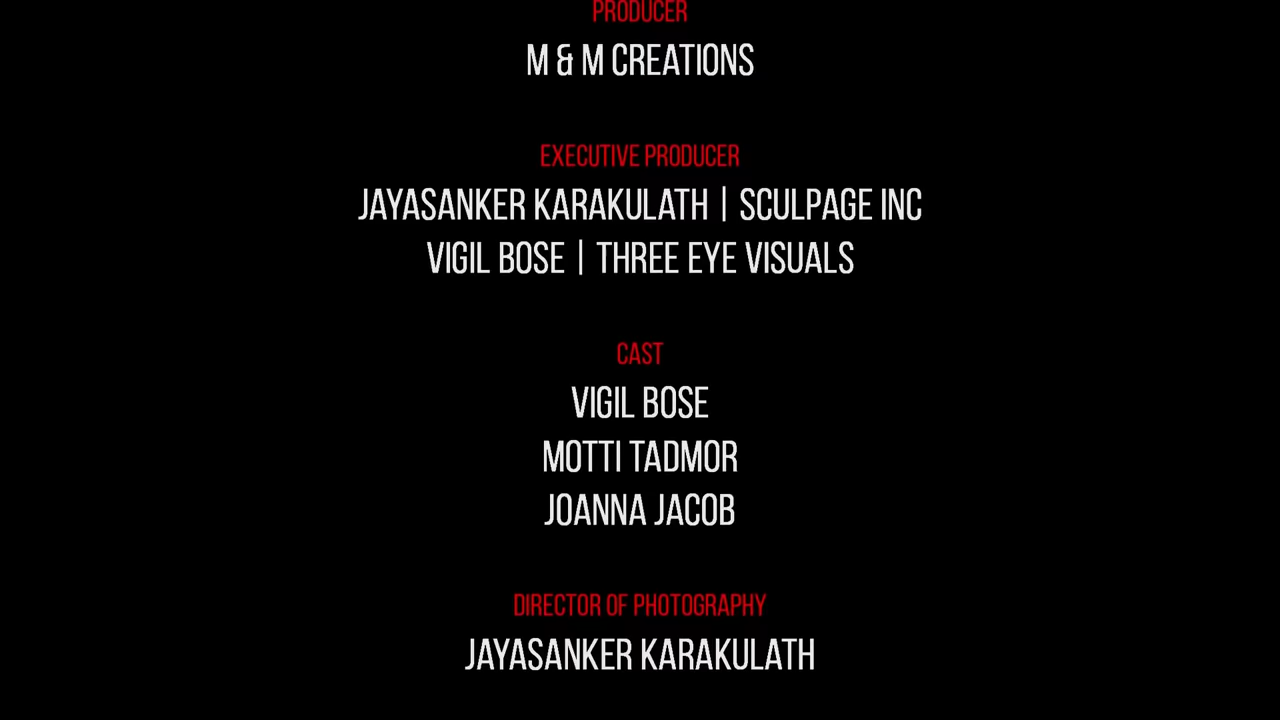 PRODUCER
M & M CREATIONS
EXECUTIVE PRODUCER
JAYASANKER KARAKULATH | SCULPAGE INC
VIGIL BOSE | THREE EYE VISUALS
CAST
VIGIL BOSE
MOTTI TADMOR
JOANNA JACOB
DIRECTOR OF PHOTOGRAPHY
JAYASANKER KARAKULATH